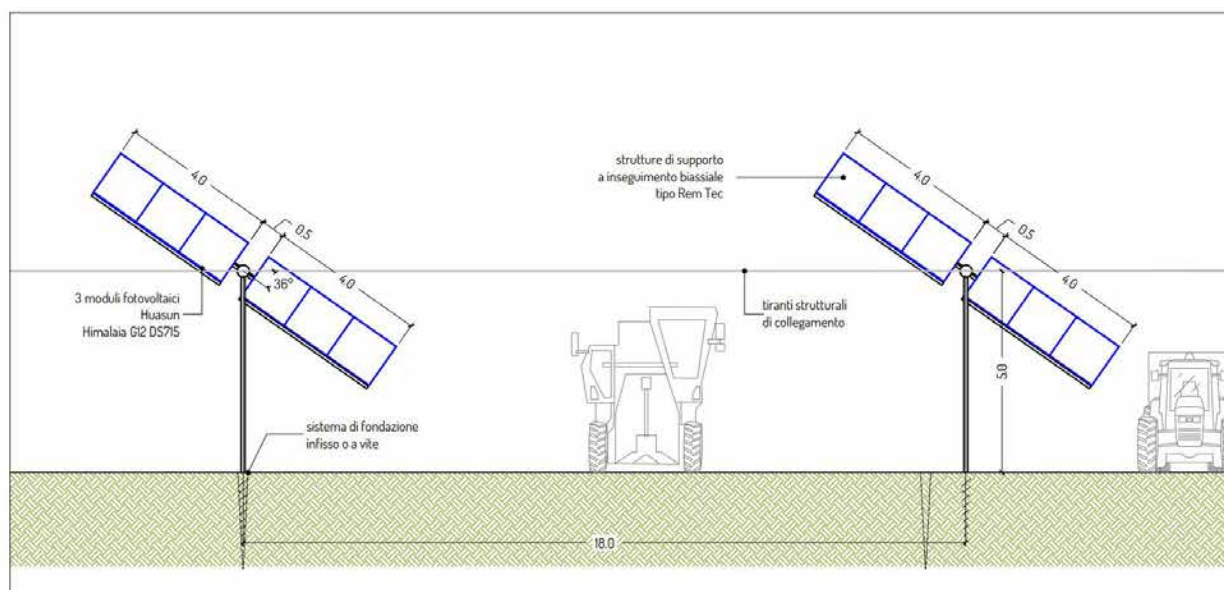 4.0
0.5
4.0
36°
3 moduli fotovoltaici
Huasun
Himalaia G12 DS715
sistema di fondazione
infisso o a vite
strutture di supporto
a inseguimento biassiale
tipo Rem Tec
4.0
0.5
4.0
tiranti strutturali
di collegamento
5.0
18.0